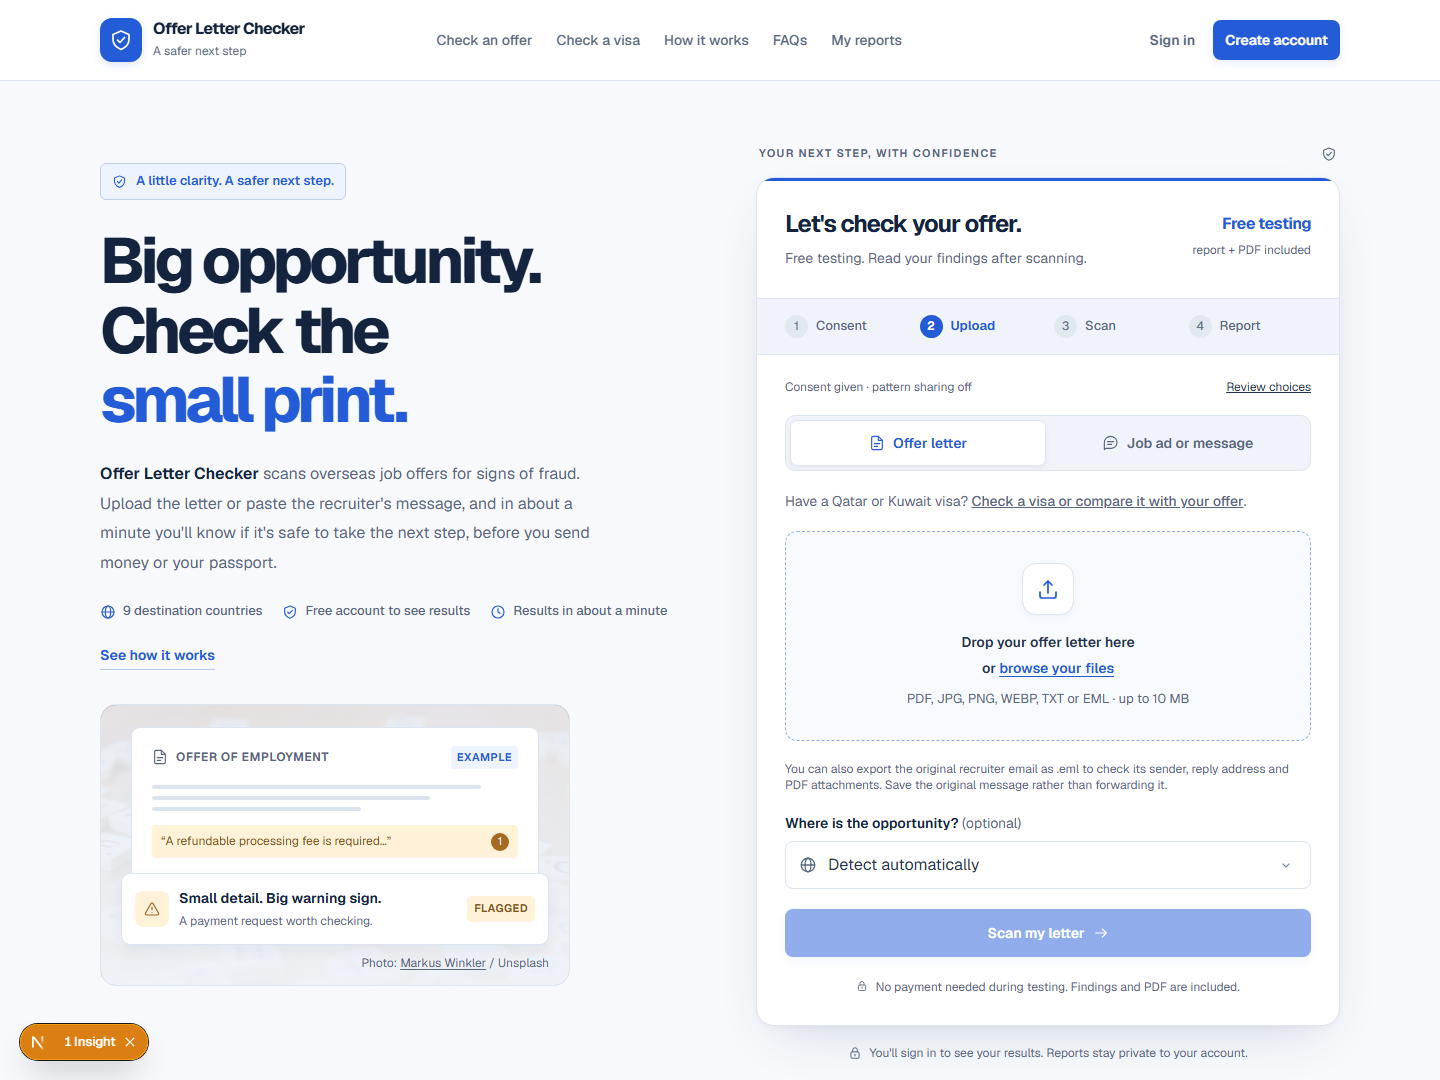 Offer Letter Checker
A safer next step
Check an offer
Check a visa
How it works
FAQs
My reports
Sign in
Create account
A little clarity. A safer next step.
Big opportunity.
Check the
small print.
Offer Letter Checker scans overseas job offers for signs of fraud.
Upload the letter or paste the recruiter's message, and in about a
minute you'll know if it's safe to take the next step, before you send
money or your passport.
9 destination countries
Free account to see results
Results in about a minute
See how it works
OFFER OF EMPLOYMENT
EXAMPLE
“A refundable processing fee is required…”
1
Small detail. Big warning sign.
A payment request worth checking.
FLAGGED
Photo: Markus Winkler / Unsplash
1 Insight
YOUR NEXT STEP, WITH CONFIDENCE
Let's check your offer.
Free testing. Read your findings after scanning.
Free testing
report + PDF included
1 Consent
2 Upload
3 Scan
4 Report
Consent given · pattern sharing off
Review choices
Offer letter
Job ad or message
Have a Qatar or Kuwait visa? Check a visa or compare it with your offer.
Drop your offer letter here
or browse your files
PDF, JPG, PNG, WEBP, TXT or EML · up to 10 MB
You can also export the original recruiter email as .eml to check its sender, reply address and
PDF attachments. Save the original message rather than forwarding it.
Where is the opportunity? (optional)
Detect automatically
Scan my letter
No payment needed during testing. Findings and PDF are included.
You'll sign in to see your results. Reports stay private to your account.